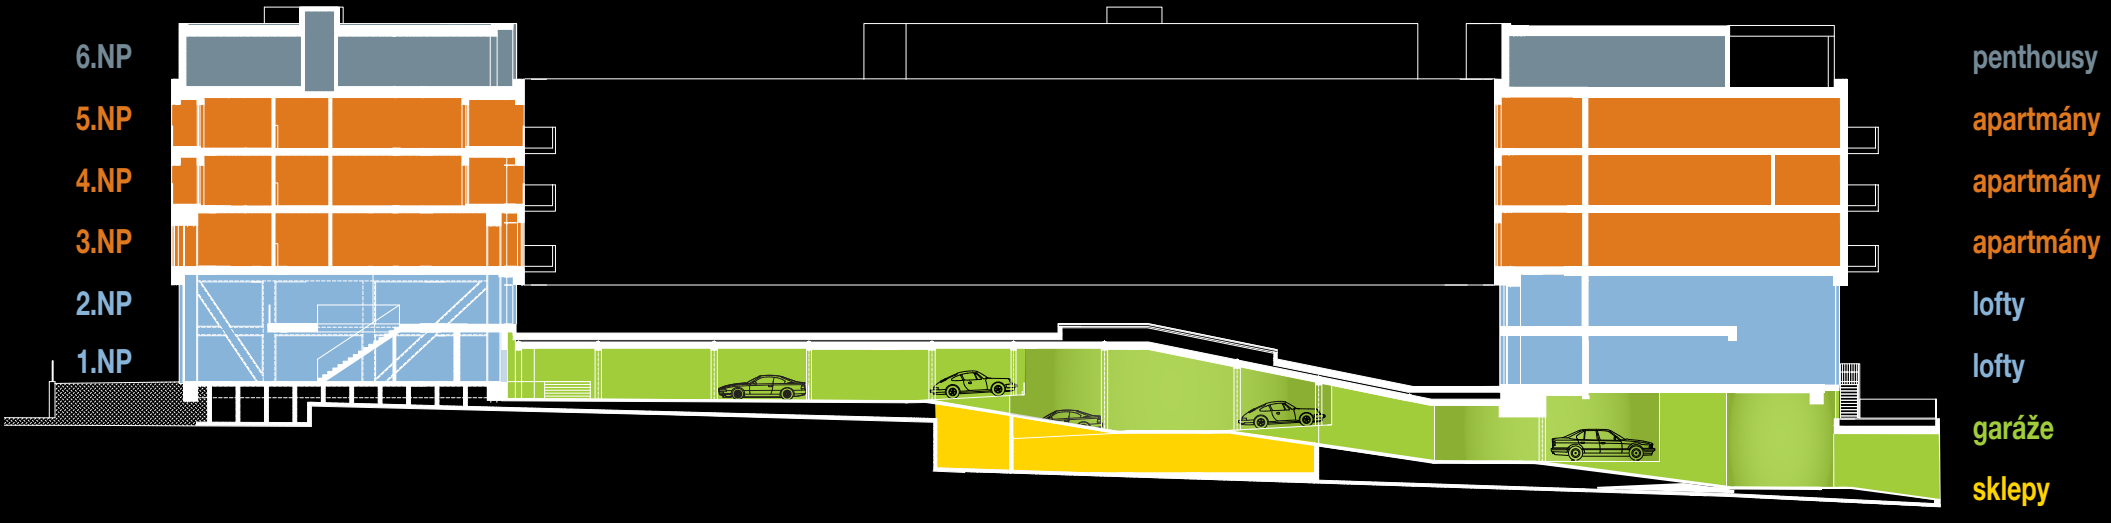 6.NP penthousy
5.NP apartmány
4.NP apartmány
3.NP apartmány
2.NP lofty
1.NP lofty
garáže
sklepy